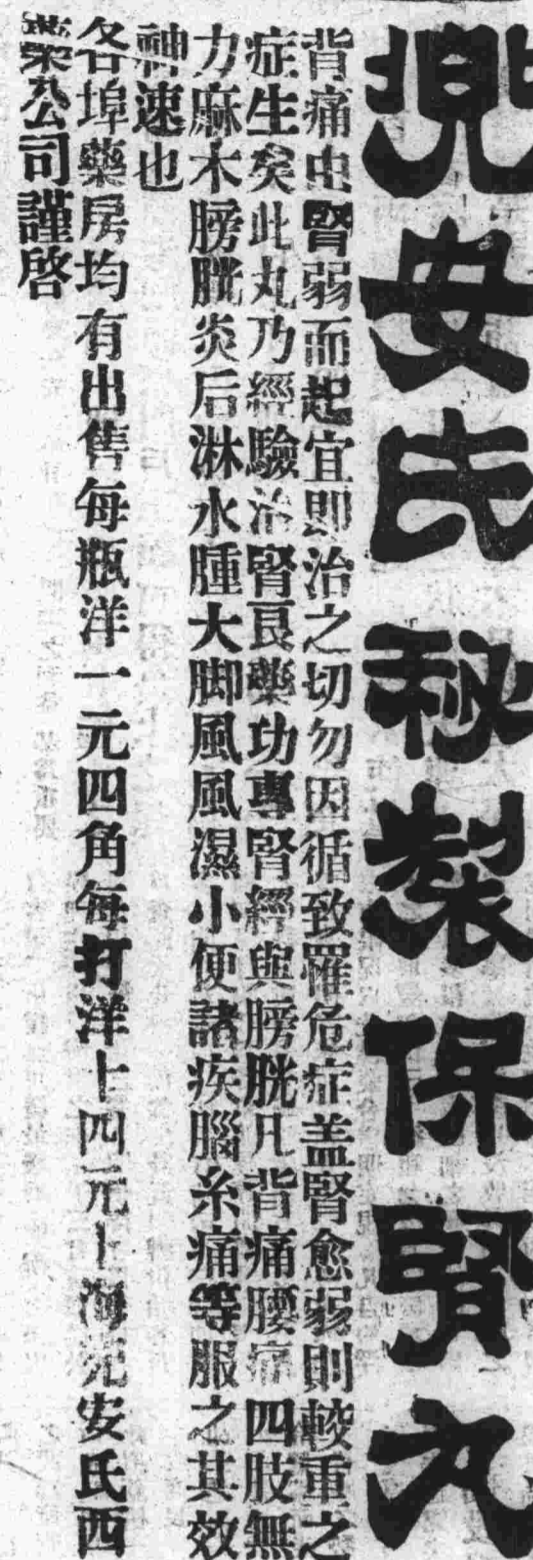 兜安氏秘製保腎丸
背痛由腎弱而起宜即治之切勿因循致罹危症盖腎愈弱則較重之
症生矣此丸乃經驗治腎良藥功專腎經與膀胱凡背痛腰痛四肢無
力麻木膀胱炎后淋水腫大脚風風濕小便諸疾腦糸痛等服之其效
神速也
各埠藥房均有出售每瓶洋一元四角每打洋十四元上海兜安氏西
藥公司謹啓